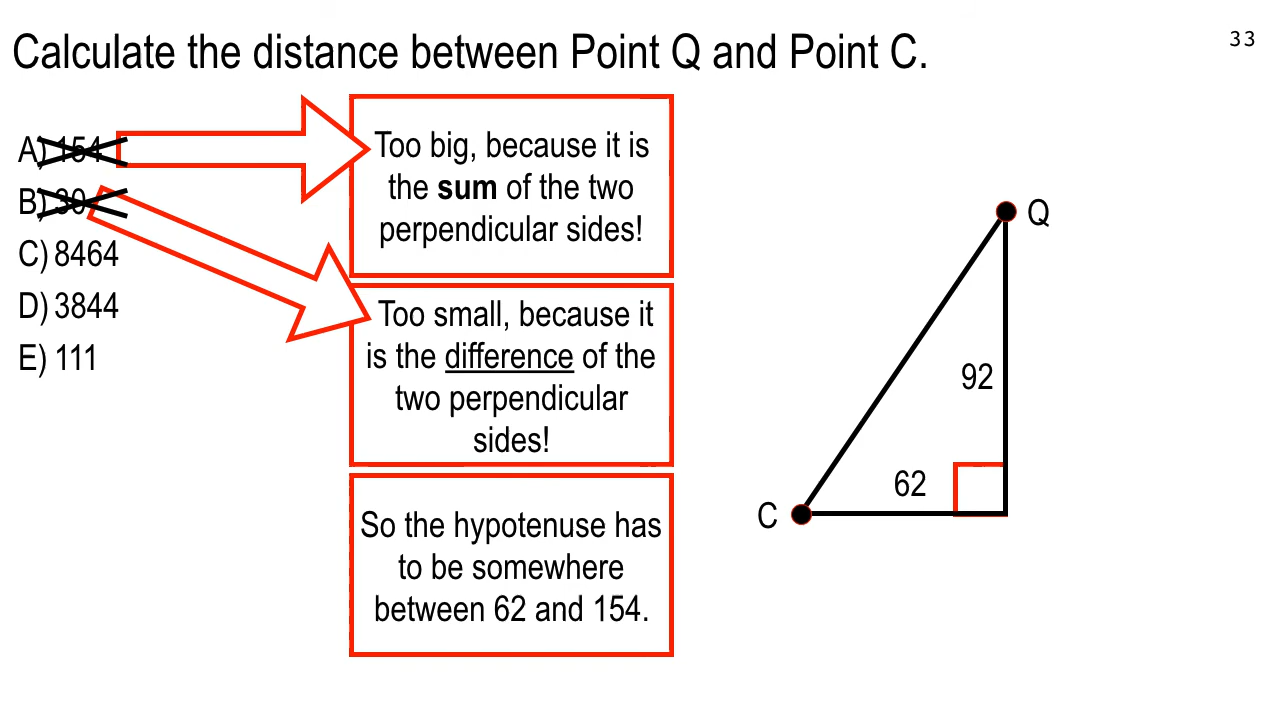 Calculate the distance between Point Q and Point C.
33
A) 154
B) 30
C) 8464
D) 3844
E) 111
Too big, because it is
the sum of the two
perpendicular sides!
Too small, because it
is the difference of the
two perpendicular
sides!
So the hypotenuse has
to be somewhere
between 62 and 154.
Q
92
62
C